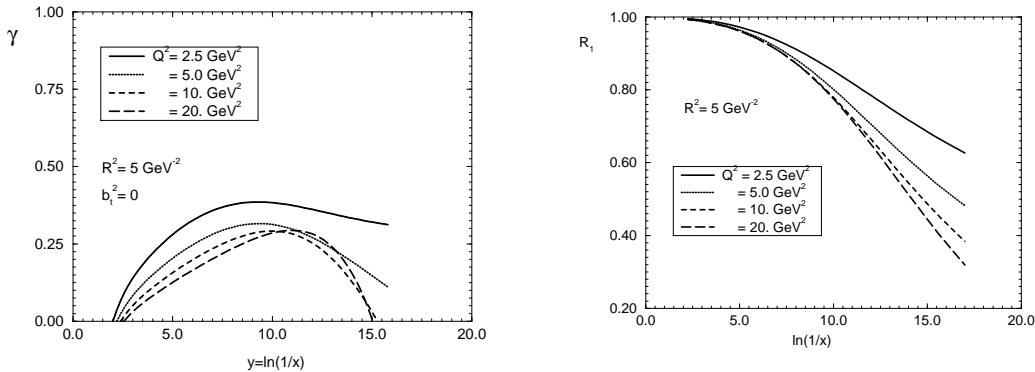 γ
1.00
0.75
0.50
0.25
0.00
0.0 5.0 10.0 15.0 20.0
y=ln(1/x)
Q²= 2.5 GeV²
= 5.0 GeV²
= 10. GeV²
= 20. GeV²
R²= 5 GeV⁻²
bₜ²= 0
R₁
1.00
0.80
0.60
0.40
0.20
0.0 5.0 10.0 15.0 20.0
ln(1/x)
R²= 5 GeV⁻²
Q² = 2.5 GeV²
= 5.0 GeV²
= 10. GeV²
= 20. GeV²